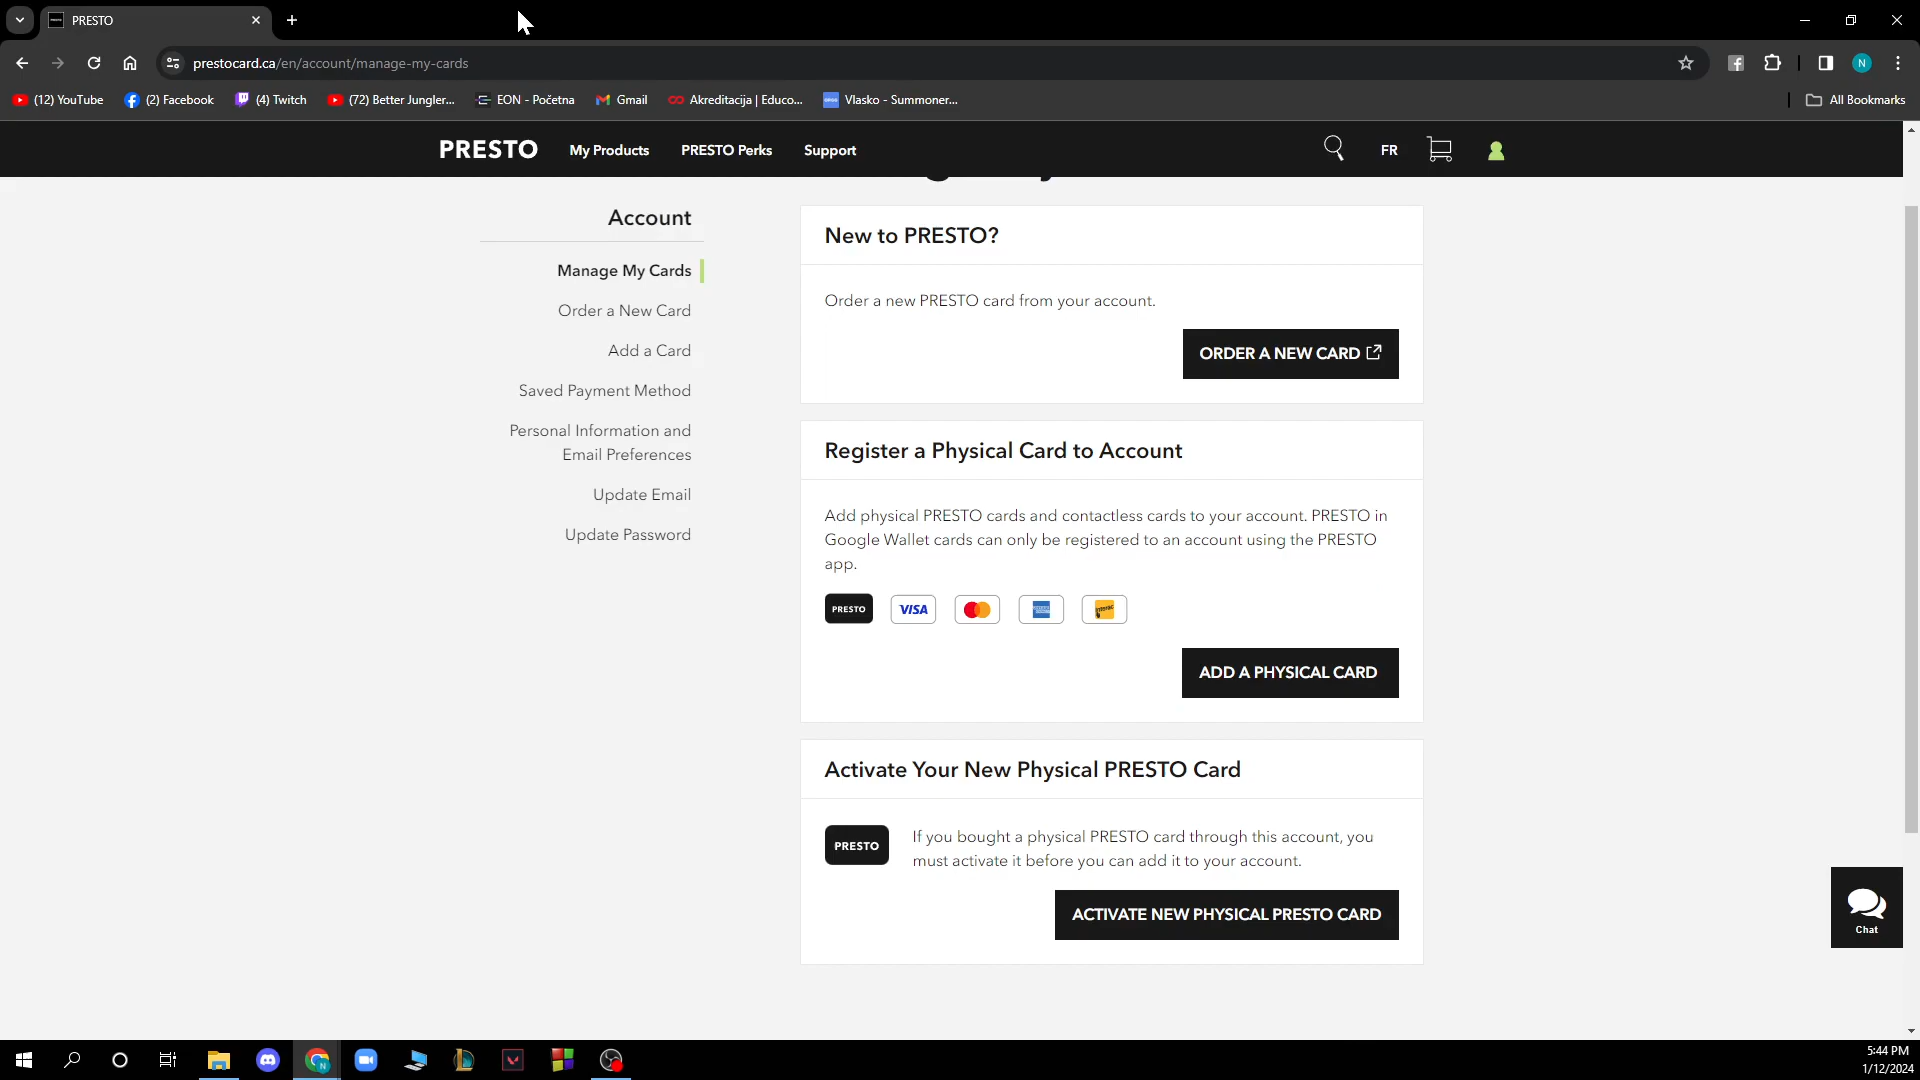 PRESTO
prestocard.ca/en/account/manage-my-cards
N
(12) YouTube
(2) Facebook
(4) Twitch
(72) Better Jungler...
EON - Početna
Gmail
Akreditacija | Educo...
Vlasko - Summoner...
All Bookmarks
PRESTO
My Products
PRESTO Perks
Support
FR
Account
Manage My Cards
Order a New Card
Add a Card
Saved Payment Method
Personal Information and
Email Preferences
Update Email
Update Password
New to PRESTO?
Order a new PRESTO card from your account.
ORDER A NEW CARD
Register a Physical Card to Account
Add physical PRESTO cards and contactless cards to your account. PRESTO in
Google Wallet cards can only be registered to an account using the PRESTO
app.
PRESTO
VISA
Interac
ADD A PHYSICAL CARD
Activate Your New Physical PRESTO Card
PRESTO
If you bought a physical PRESTO card through this account, you
must activate it before you can add it to your account.
ACTIVATE NEW PHYSICAL PRESTO CARD
Chat
5:44 PM
1/12/2024